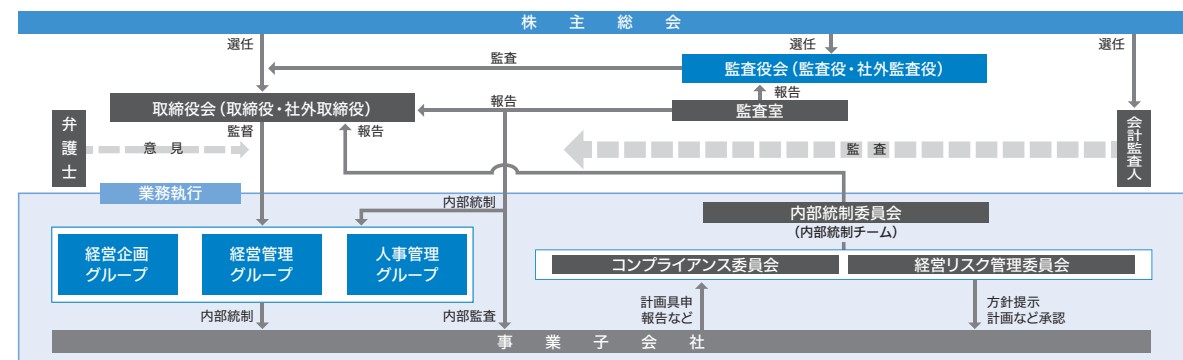 株主総会
選任
選任
選任
監査
監査役会（監査役・社外監査役）
報告
取締役会（取締役・社外取締役）
報告
監査室
弁護士
監督
報告
会計監査人
意見
監査
業務執行
内部統制
内部統制委員会
（内部統制チーム）
経営企画
グループ
経営管理
グループ
人事管理
グループ
コンプライアンス委員会
経営リスク管理委員会
計画具申
報告など
方針提示
計画など承認
内部統制
内部監査
事業子会社